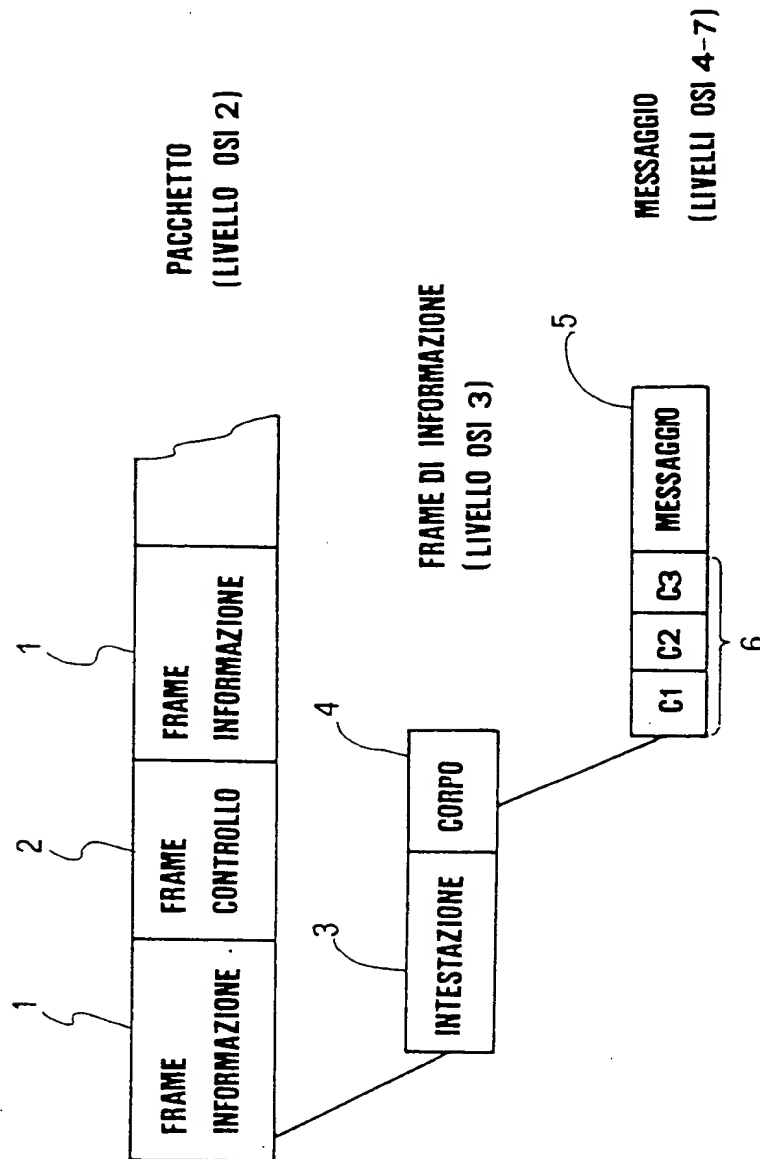 1
2
1
FRAME
INFORMAZIONE
FRAME
CONTROLLO
FRAME
INFORMAZIONE
PACCHETTO
(LIVELLO OSI 2)
3
4
INTESTAZIONE
CORPO
FRAME DI INFORMAZIONE
(LIVELLO OSI 3)
5
C1
C2
C3
MESSAGGIO
6
MESSAGGIO
(LIVELLI OSI 4-7)